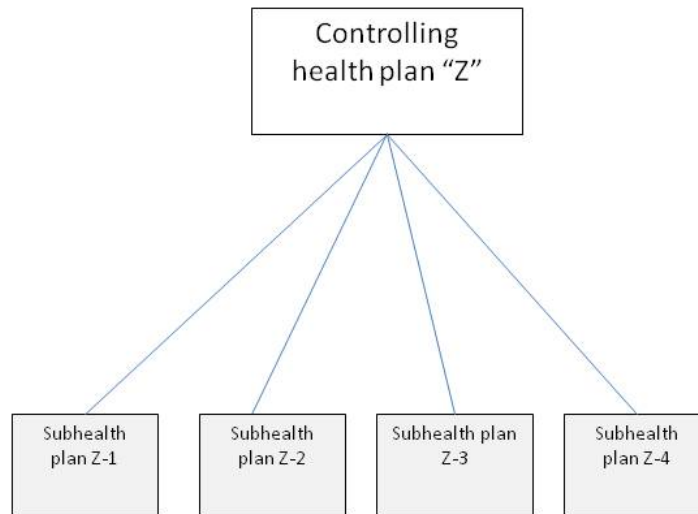 Controlling
health plan “Z”
Subhealth
plan Z-1
Subhealth
plan Z-2
Subhealth plan
Z-3
Subhealth
plan Z-4